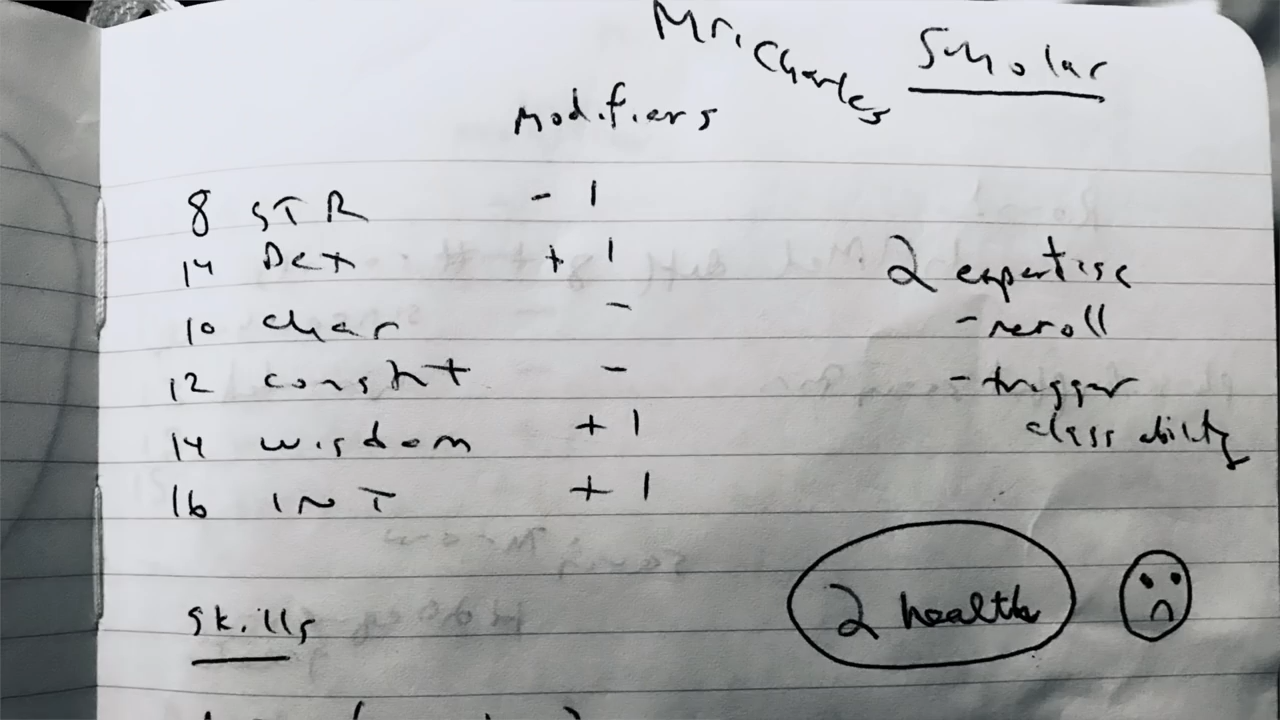 Mr. Charles Scholar
Modifiers
8 STR - 1
14 Dex + 1
10 char -
12 const -
14 wisdom + 1
16 INT + 1
2 expertise
- reroll
- trigger
class ability
2 health
Skills